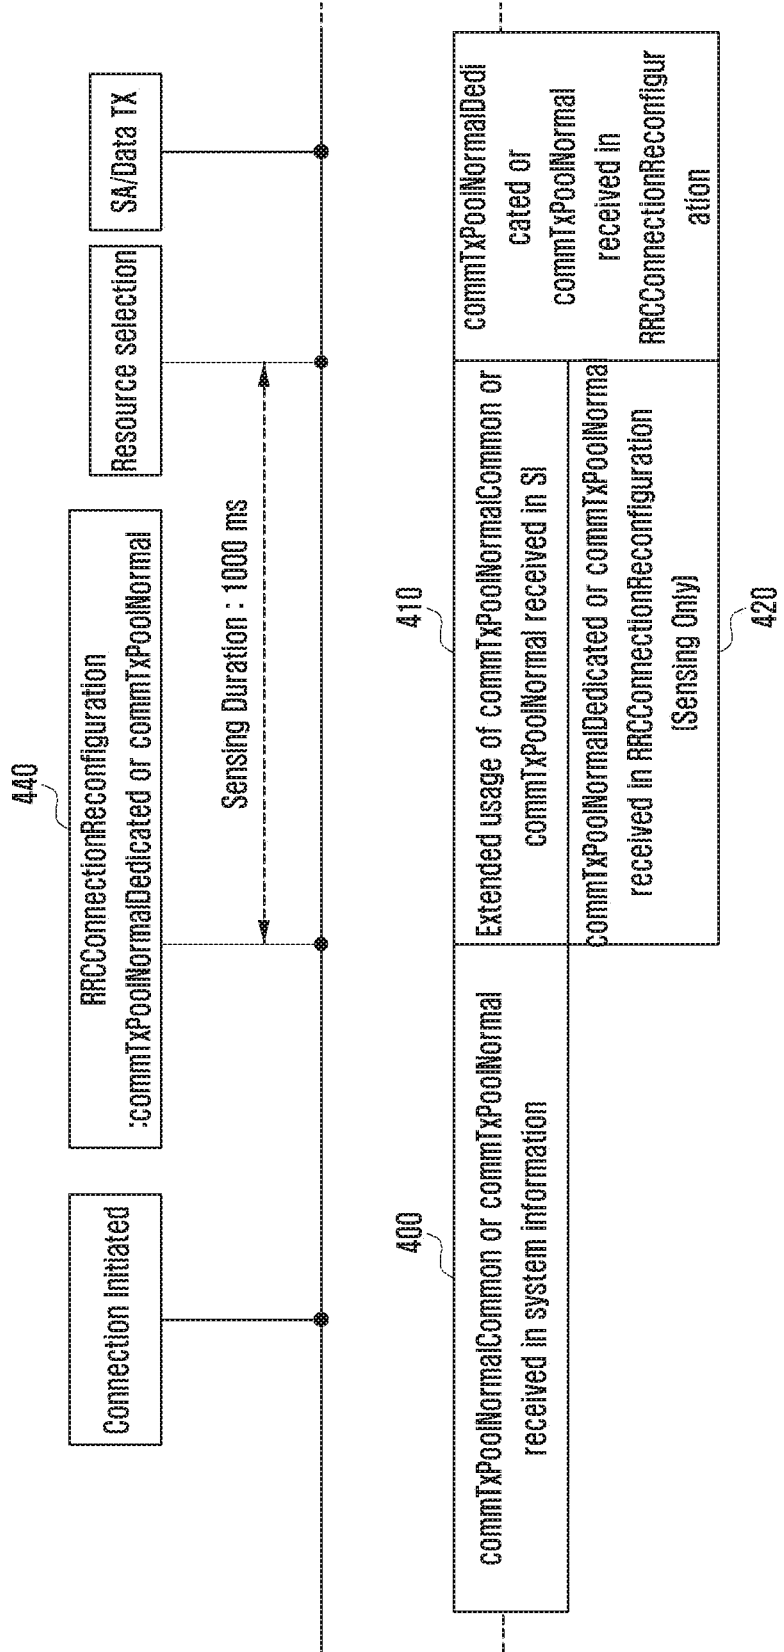 440
Connection Initiated
RRCConnectionReconfiguration
:commTxPoolNormalDedicated or commTxPoolNormal
Resource selection
SA/Data TX
Sensing Duration : 1000 ms
400
commTxPoolNormalCommon or commTxPoolNormal
received in system information
410
Extended usage of commTxPoolNormalCommon or
commTxPoolNormal received in SI
commTxPoolNormalDedicated or commTxPoolNormal
received in RRCConnectionReconfiguration
(Sensing Only)
420
commTxPoolNormalDedi
cated or
commTxPoolNormal
received in
RRCConnectionReconfigur
ation